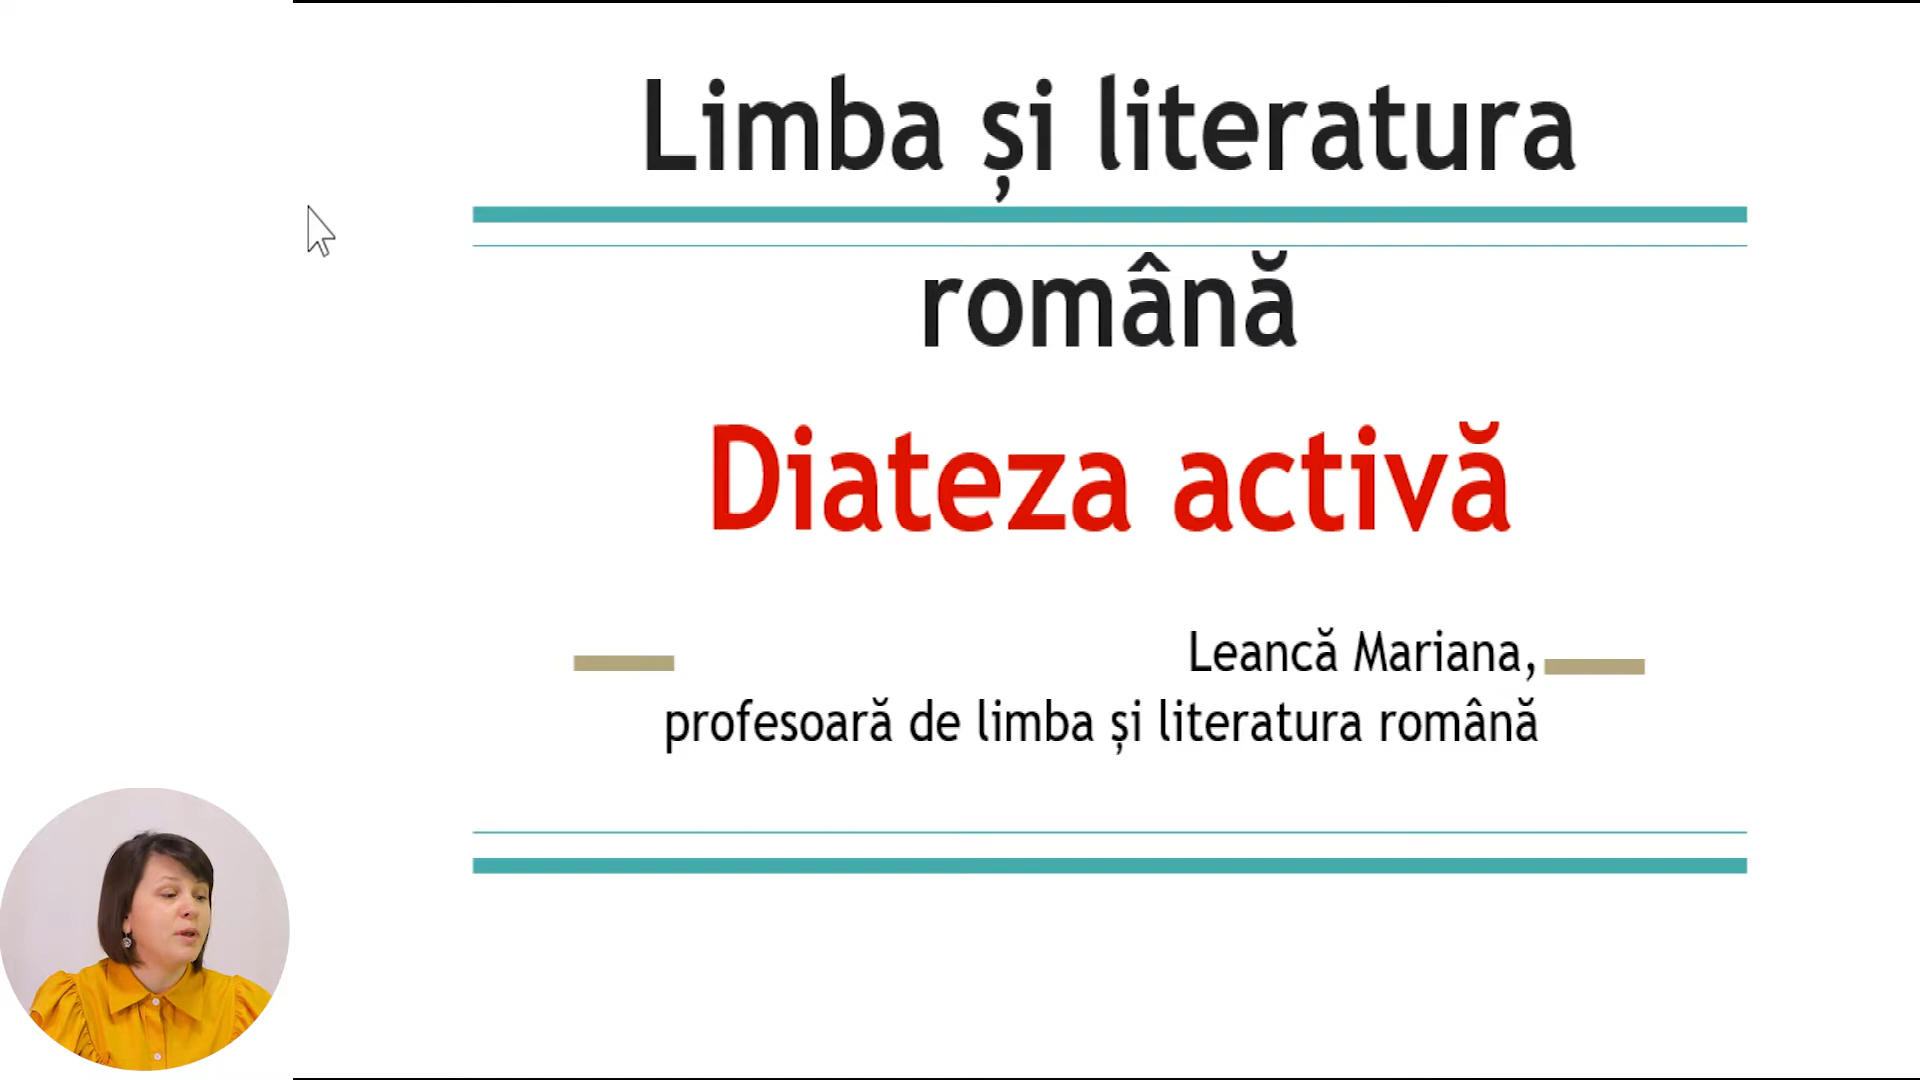 Limba și literatura
română
Diateza activă
Leancă Mariana,
profesoară de limba și literatura română